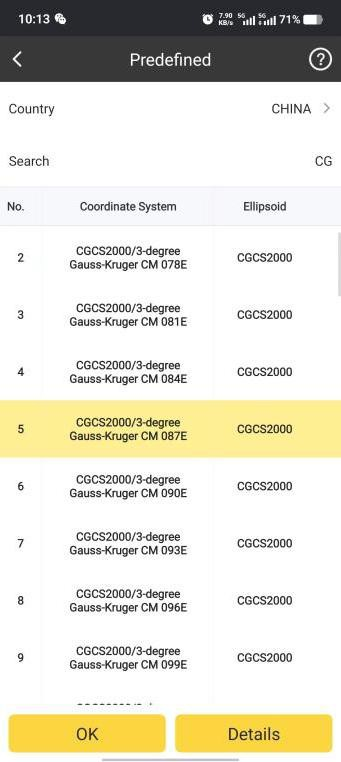 10:13 7.90 KB/s 5G 5G 71%
Predefined ?
Country CHINA
Search CG
No. Coordinate System Ellipsoid
2 CGCS2000/3-degree Gauss-Kruger CM 078E CGCS2000
3 CGCS2000/3-degree Gauss-Kruger CM 081E CGCS2000
4 CGCS2000/3-degree Gauss-Kruger CM 084E CGCS2000
5 CGCS2000/3-degree Gauss-Kruger CM 087E CGCS2000
6 CGCS2000/3-degree Gauss-Kruger CM 090E CGCS2000
7 CGCS2000/3-degree Gauss-Kruger CM 093E CGCS2000
8 CGCS2000/3-degree Gauss-Kruger CM 096E CGCS2000
9 CGCS2000/3-degree Gauss-Kruger CM 099E CGCS2000
OK Details